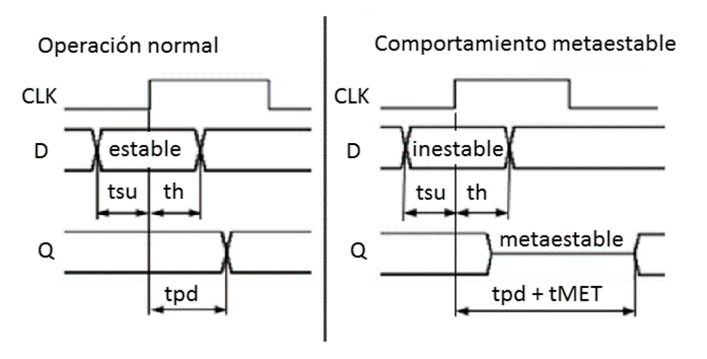 Operación normal
CLK
D
estable
tsu
th
Q
tpd
Comportamiento metaestable
CLK
D
inestable
tsu
th
Q
metaestable
tpd + tMET